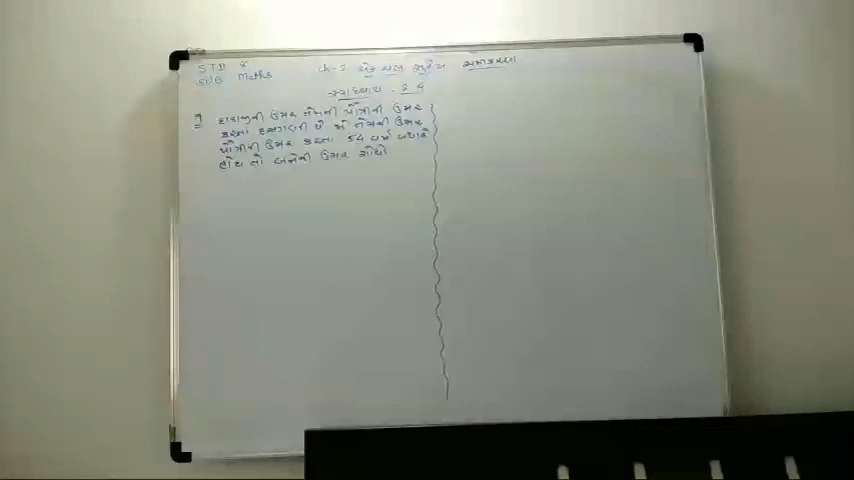 STD 8
SUB Maths
Ch-2 એક ચલ સુરેખ સમીકરણ
સ્વાધ્યાય - 2.4
9 દાદાજીની ઉંમર તેમની પૌત્રીની ઉંમર
કરતા દસગણી છે જો તેમની ઉંમર
પૌત્રીની ઉંમર કરતા 54 વર્ષ વધારે
હોય તો બંનેની ઉંમર શોધો